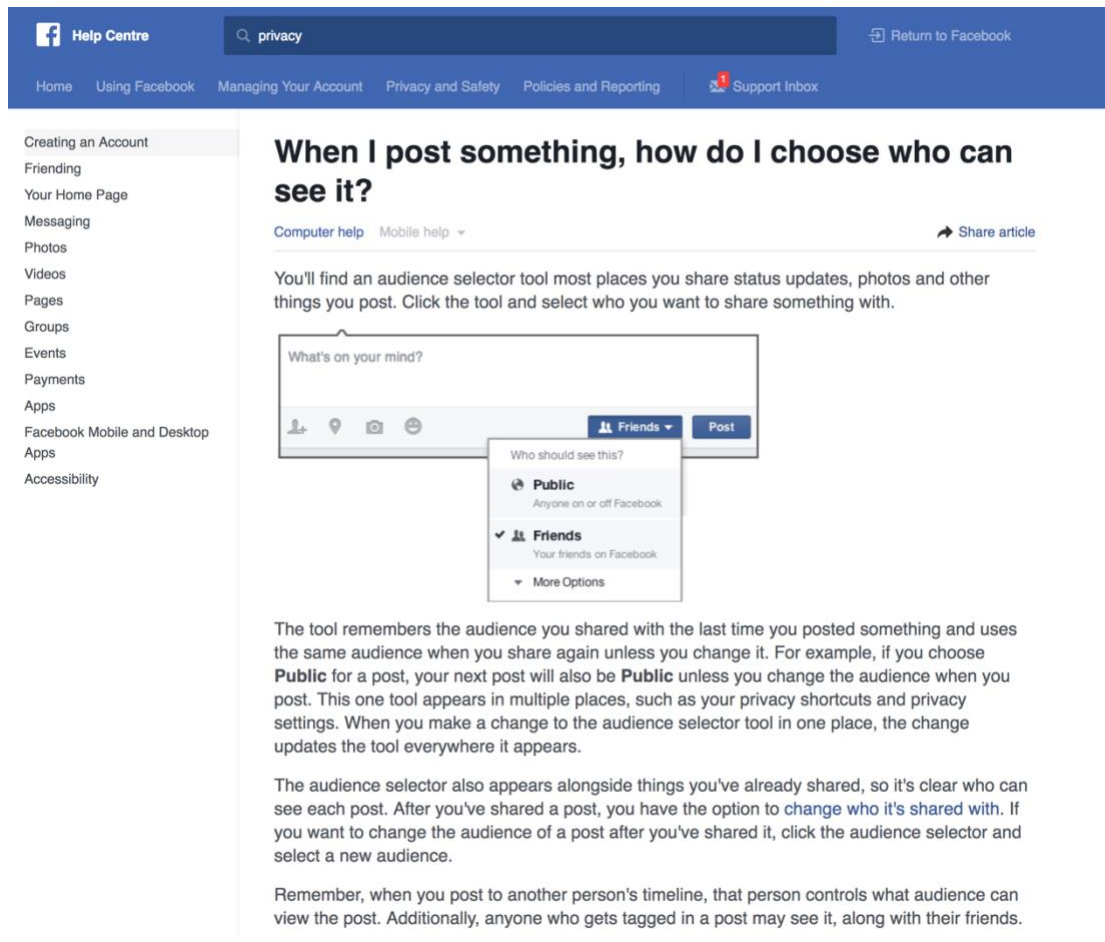 Help Centre
privacy
Return to Facebook
Home Using Facebook Managing Your Account Privacy and Safety Policies and Reporting 1 Support Inbox
Creating an Account
Friending
Your Home Page
Messaging
Photos
Videos
Pages
Groups
Events
Payments
Apps
Facebook Mobile and Desktop
Apps
Accessibility
When I post something, how do I choose who can
see it?
Computer help Mobile help
Share article
You'll find an audience selector tool most places you share status updates, photos and other
things you post. Click the tool and select who you want to share something with.
What's on your mind?
Friends Post
Who should see this?
Public
Anyone on or off Facebook
Friends
Your friends on Facebook
More Options
The tool remembers the audience you shared with the last time you posted something and uses
the same audience when you share again unless you change it. For example, if you choose
Public for a post, your next post will also be Public unless you change the audience when you
post. This one tool appears in multiple places, such as your privacy shortcuts and privacy
settings. When you make a change to the audience selector tool in one place, the change
updates the tool everywhere it appears.
The audience selector also appears alongside things you've already shared, so it's clear who can
see each post. After you've shared a post, you have the option to change who it's shared with. If
you want to change the audience of a post after you've shared it, click the audience selector and
select a new audience.
Remember, when you post to another person's timeline, that person controls what audience can
view the post. Additionally, anyone who gets tagged in a post may see it, along with their friends.